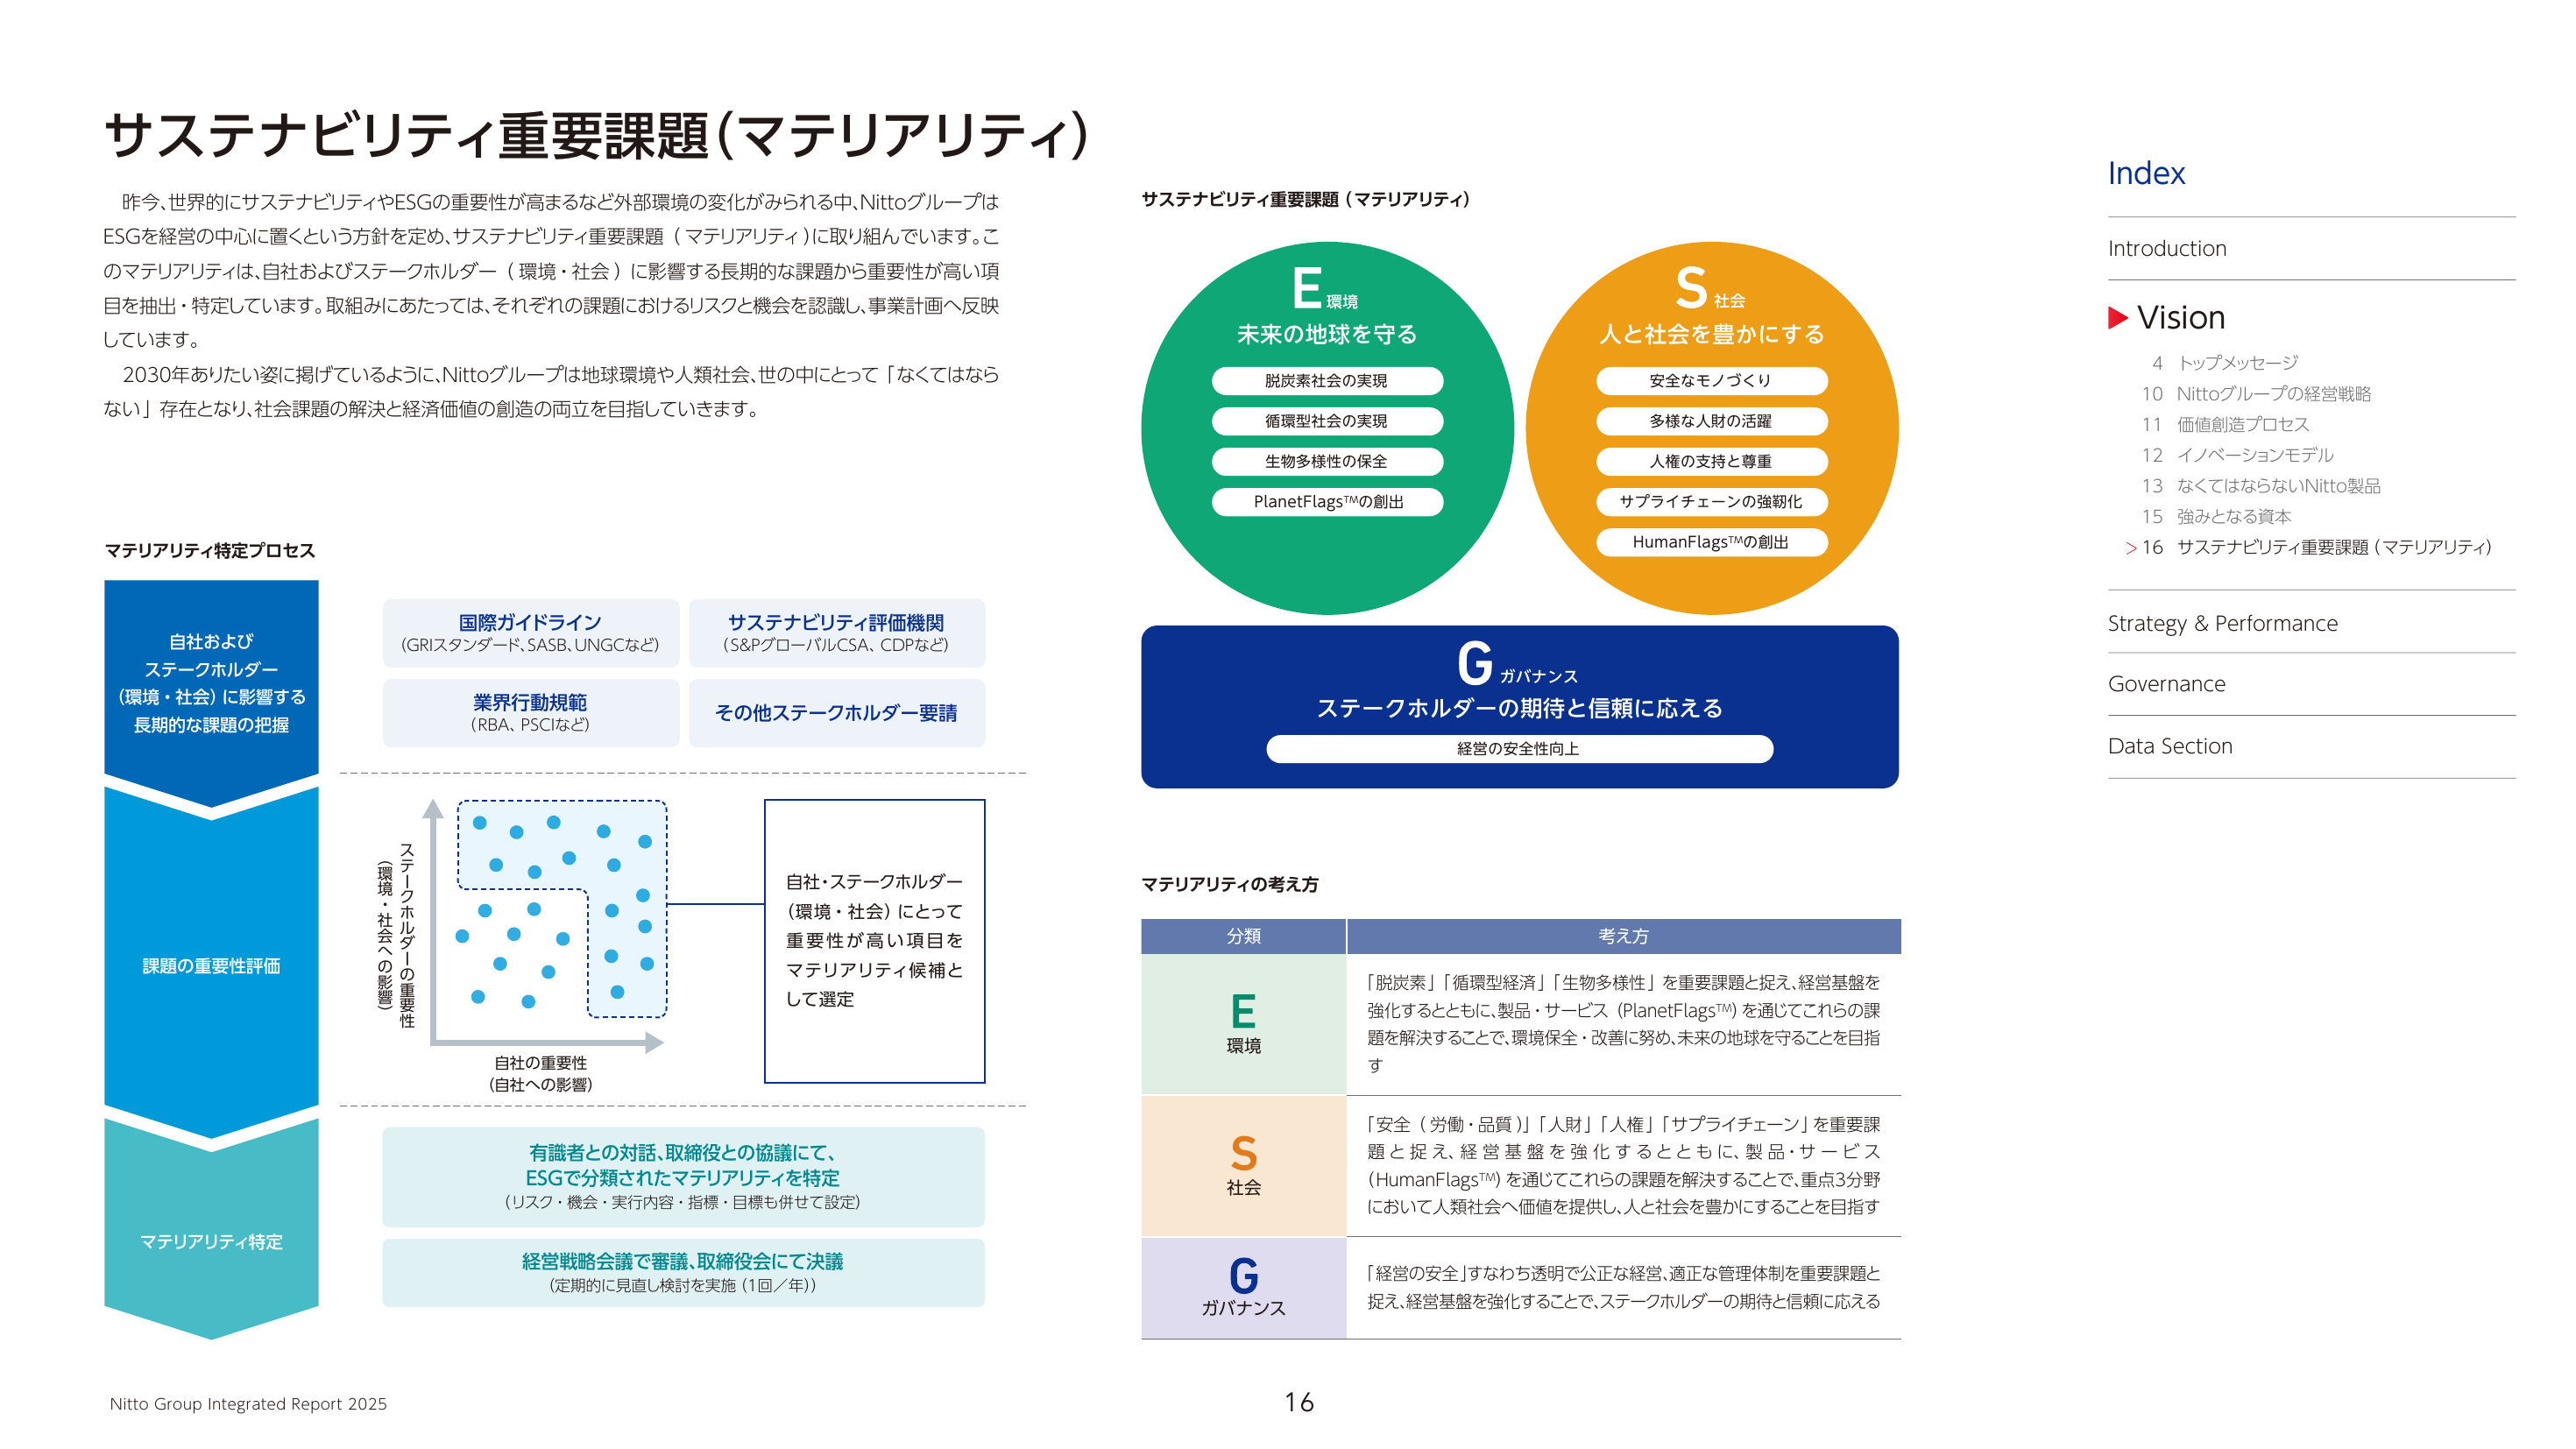 サステナビリティ重要課題（マテリアリティ）
昨今、世界的にサステナビリティやESGの重要性が高まるなど外部環境の変化がみられる中、Nittoグループは
ESGを経営の中心に置くという方針を定め、サステナビリティ重要課題（マテリアリティ）に取り組んでいます。こ
のマテリアリティは、自社およびステークホルダー（環境・社会）に影響する長期的な課題から重要性が高い項
目を抽出・特定しています。取組みにあたっては、それぞれの課題におけるリスクと機会を認識し、事業計画へ反映
しています。
2030年ありたい姿に掲げているように、Nittoグループは地球環境や人類社会、世の中にとって「なくてはなら
ない」存在となり、社会課題の解決と経済価値の創造の両立を目指していきます。
マテリアリティ特定プロセス
自社および
ステークホルダー
（環境・社会）に影響する
長期的な課題の把握
国際ガイドライン
（GRIスタンダード、SASB、UNGCなど）
サステナビリティ評価機関
（S&PグローバルCSA、CDPなど）
業界行動規範
（RBA、PSCIなど）
その他ステークホルダー要請
課題の重要性評価
ステークホルダーの重要性
（環境・社会への影響）
自社の重要性
（自社への影響）
自社・ステークホルダー
（環境・社会）にとって
重要性が高い項目を
マテリアリティ候補と
して選定
マテリアリティ特定
有識者との対話、取締役との協議にて、
ESGで分類されたマテリアリティを特定
（リスク・機会・実行内容・指標・目標も併せて設定）
経営戦略会議で審議、取締役会にて決議
（定期的に見直し検討を実施（1回／年））
サステナビリティ重要課題（マテリアリティ）
E 環境
未来の地球を守る
脱炭素社会の実現
循環型社会の実現
生物多様性の保全
PlanetFlags™の創出
S 社会
人と社会を豊かにする
安全なモノづくり
多様な人財の活躍
人権の支持と尊重
サプライチェーンの強靭化
HumanFlags™の創出
G ガバナンス
ステークホルダーの期待と信頼に応える
経営の安全性向上
マテリアリティの考え方
分類 考え方
E
環境
「脱炭素」「循環型経済」「生物多様性」を重要課題と捉え、経営基盤を
強化するとともに、製品・サービス（PlanetFlags™）を通じてこれらの課
題を解決することで、環境保全・改善に努め、未来の地球を守ることを目指
す
S
社会
「安全（労働・品質）」「人財」「人権」「サプライチェーン」を重要課
題と捉え、経営基盤を強化するとともに、製品・サービス
（HumanFlags™）を通じてこれらの課題を解決することで、重点3分野
において人類社会へ価値を提供し、人と社会を豊かにすることを目指す
G
ガバナンス
「経営の安全」すなわち透明で公正な経営、適正な管理体制を重要課題と
捉え、経営基盤を強化することで、ステークホルダーの期待と信頼に応える
Index
Introduction
Vision
4 トップメッセージ
10 Nittoグループの経営戦略
11 価値創造プロセス
12 イノベーションモデル
13 なくてはならないNitto製品
15 強みとなる資本
> 16 サステナビリティ重要課題（マテリアリティ）
Strategy & Performance
Governance
Data Section
Nitto Group Integrated Report 2025
16